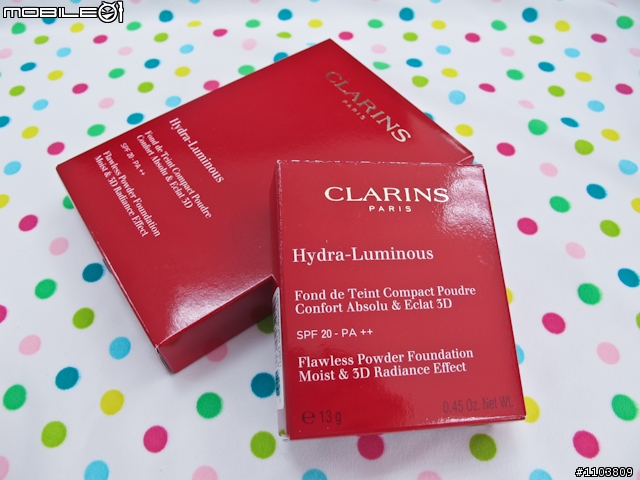 MOBILE01
CLARINS
PARIS
Hydra-Luminous
Fond de Teint Compact Poudre
Confort Absolu & Eclat 3D
SPF 20 - PA ++
Flawless Powder Foundation
Moist & 3D Radiance Effect
CLARINS
PARIS
Hydra-Luminous
Fond de Teint Compact Poudre
Confort Absolu & Eclat 3D
SPF 20 - PA ++
Flawless Powder Foundation
Moist & 3D Radiance Effect
℮ 13 g
0.45 Oz. Net Wt.
#1103809